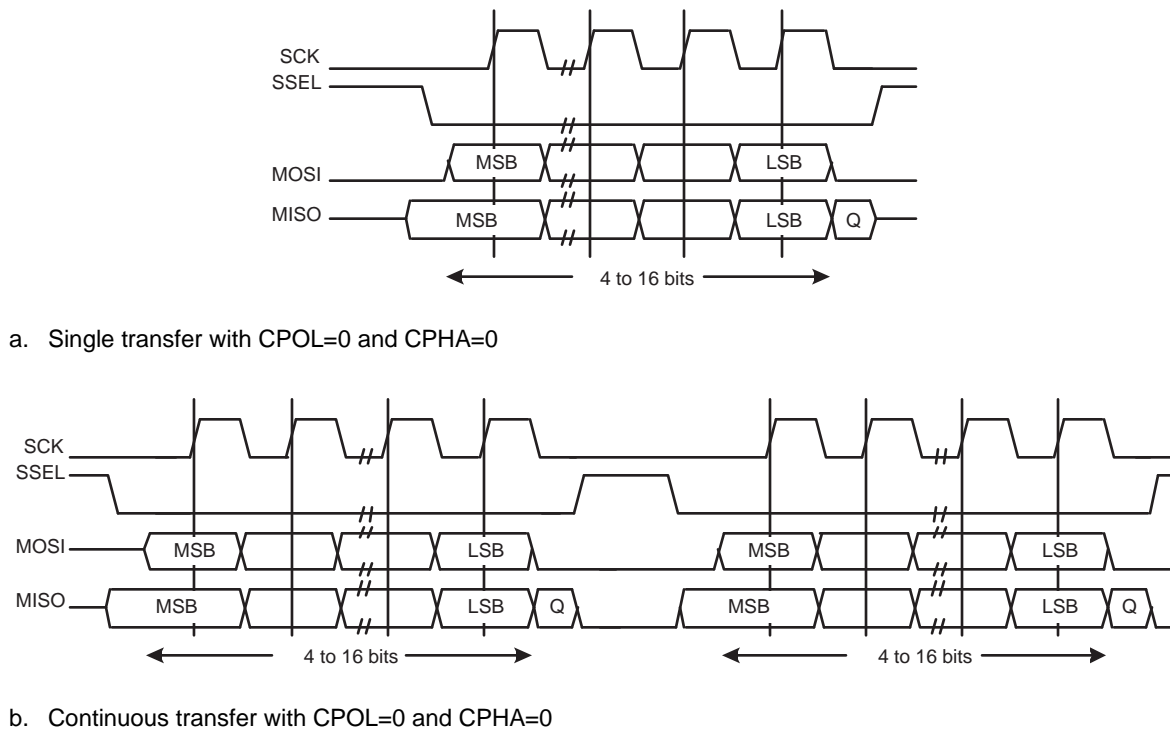 SCK
SSEL
MOSI MSB LSB
MISO MSB LSB Q
4 to 16 bits
a. Single transfer with CPOL=0 and CPHA=0
SCK
SSEL
MOSI MSB LSB MSB LSB
MISO MSB LSB Q MSB LSB Q
4 to 16 bits 4 to 16 bits
b. Continuous transfer with CPOL=0 and CPHA=0